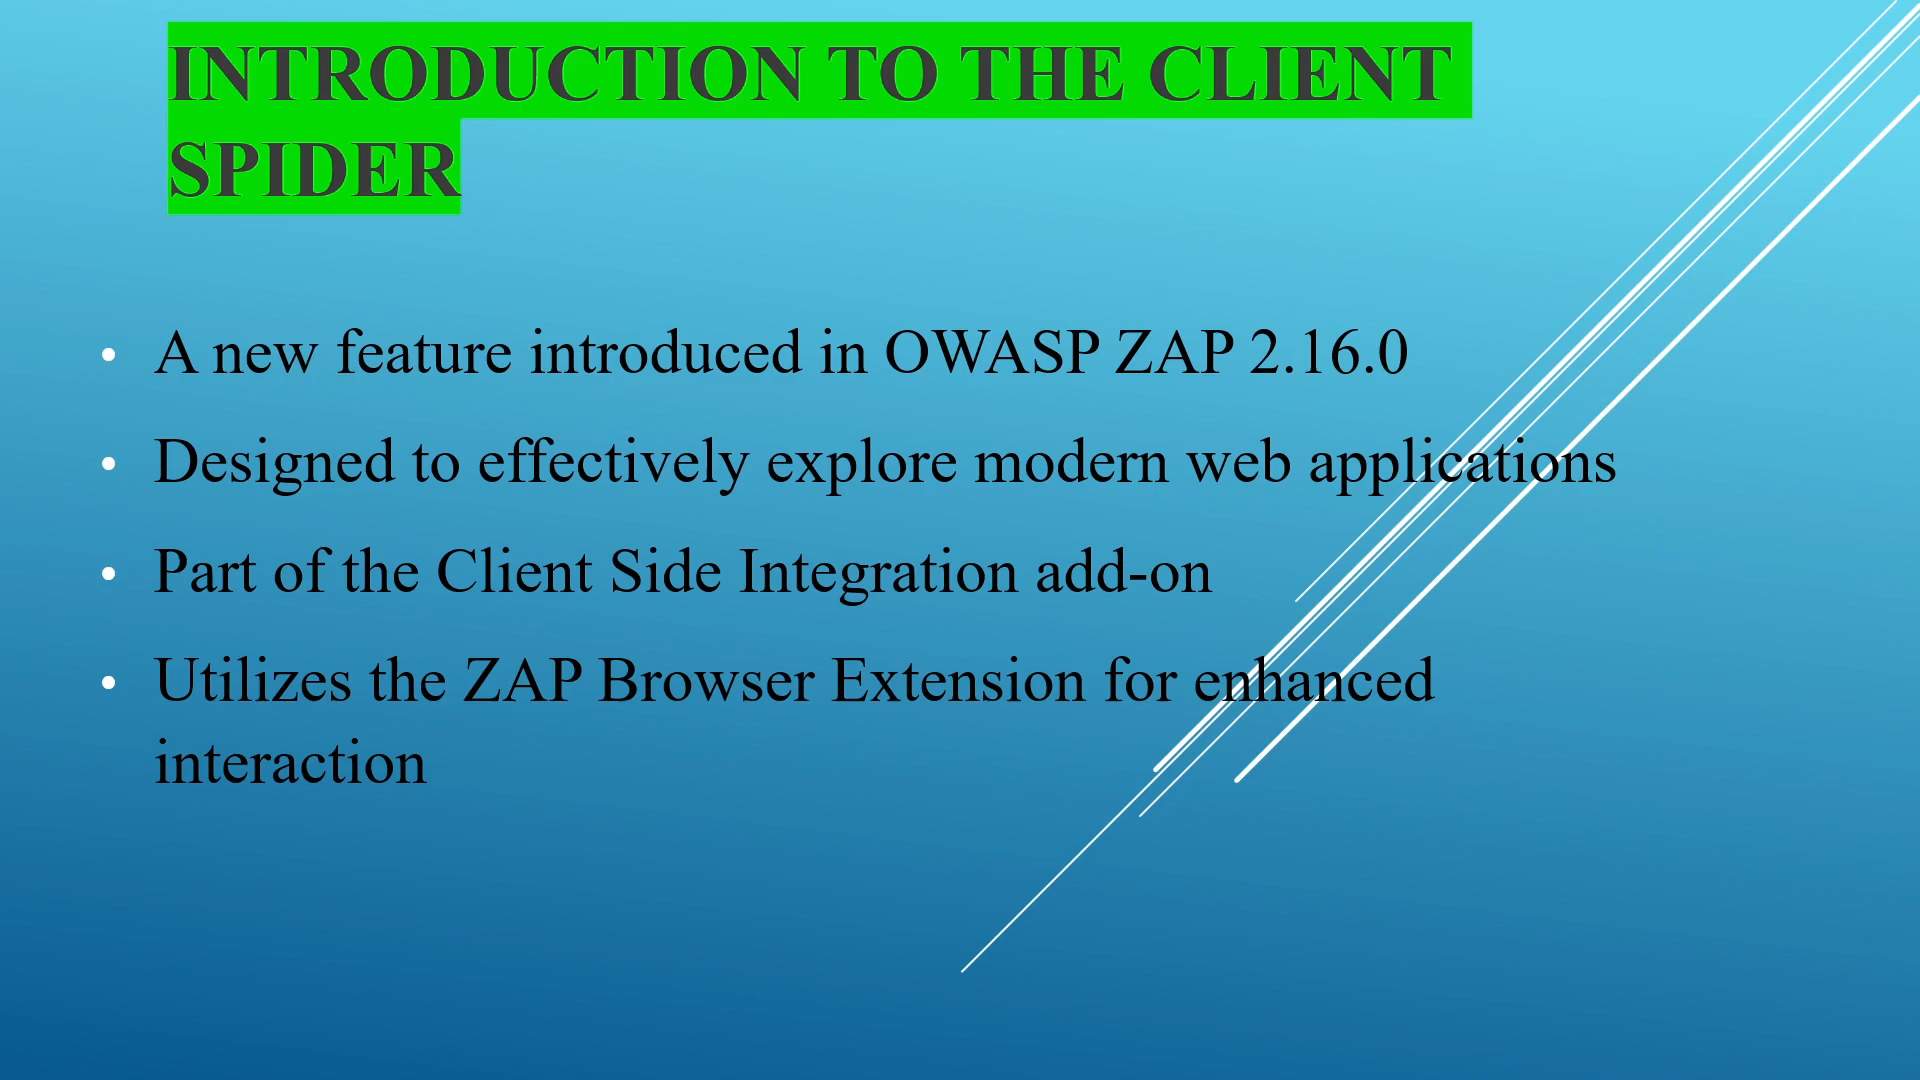 INTRODUCTION TO THE CLIENT
SPIDER
• A new feature introduced in OWASP ZAP 2.16.0
• Designed to effectively explore modern web applications
• Part of the Client Side Integration add-on
• Utilizes the ZAP Browser Extension for enhanced
interaction